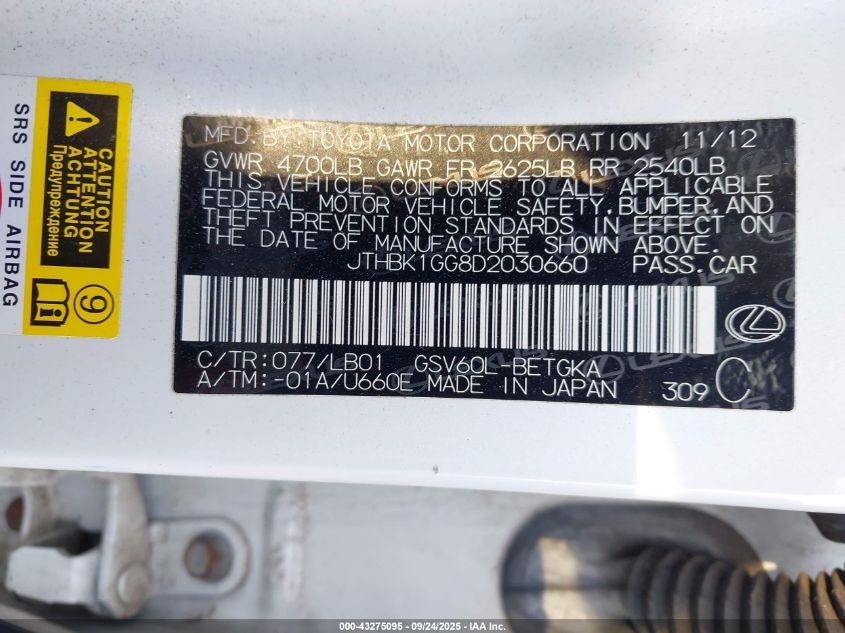 SRS SIDE AIRBAG
ATTENTION
ACHTUNG
Предупреждение
9
MFD. BY: TOYOTA MOTOR CORPORATION 11/12
GVWR 4700LB GAWR FR 2625LB RR 2540LB
THIS VEHICLE CONFORMS TO ALL APPLICABLE
FEDERAL MOTOR VEHICLE SAFETY, BUMPER, AND
THEFT PREVENTION STANDARDS IN EFFECT ON
THE DATE OF MANUFACTURE SHOWN ABOVE.
JTHBK1GG8D2030660 PASS.CAR
C/TR:077/LB01 GSV60L-BETGKA
A/TM:-01A/U660E MADE IN JAPAN 309 C
000-43275095 - 09/24/2025 - IAA Inc.